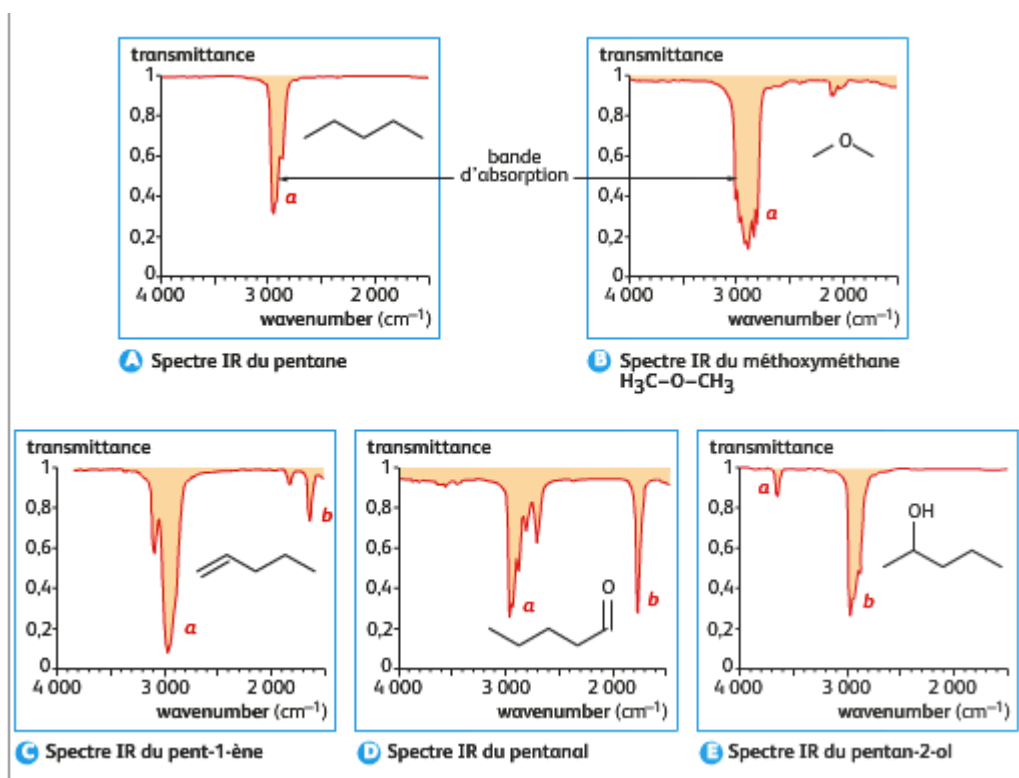 transmittance
1
0,8
0,6
0,4
0,2
0
a
4 000 3 000 2 000
wavenumber (cm–1)
A Spectre IR du pentane
bande
d'absorption
transmittance
1
0,8
0,6
0,4
0,2
0
O
a
4 000 3 000 2 000
wavenumber (cm–1)
B Spectre IR du méthoxyméthane
H3C–O–CH3
transmittance
1
0,8
0,6
0,4
0,2
0
b
a
4 000 3 000 2 000
wavenumber (cm–1)
C Spectre IR du pent-1-ène
transmittance
1
0,8
0,6
0,4
0,2
0
O
a
b
4 000 3 000 2 000
wavenumber (cm–1)
D Spectre IR du pentanal
transmittance
1
0,8
0,6
0,4
0,2
0
a
OH
b
4 000 3 000 2 000
wavenumber (cm–1)
E Spectre IR du pentan-2-ol